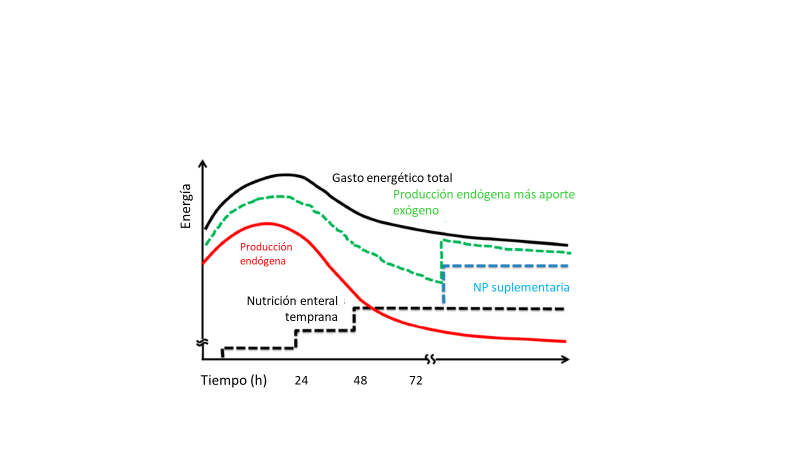 Energía
Gasto energético total
Producción endógena más aporte
exógeno
Producción
endógena
NP suplementaria
Nutrición enteral
temprana
Tiempo (h) 24 48 72